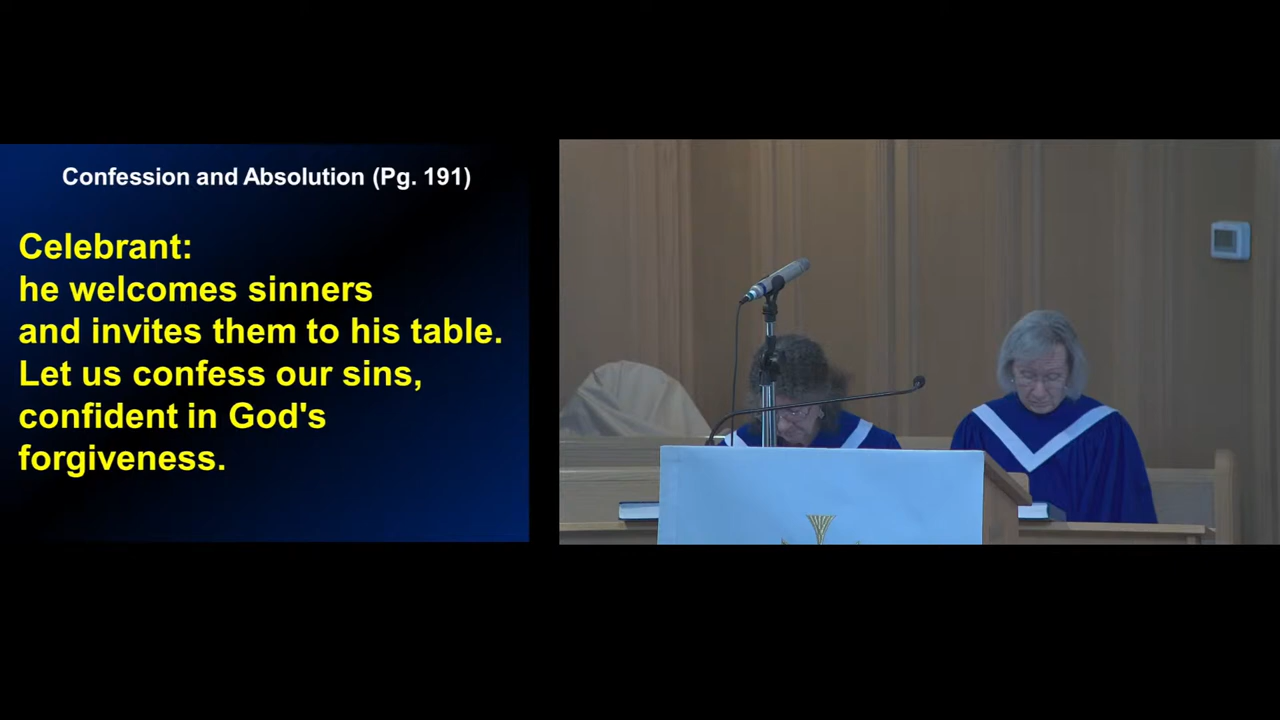 Confession and Absolution (Pg. 191)
Celebrant:
he welcomes sinners
and invites them to his table.
Let us confess our sins,
confident in God's
forgiveness.